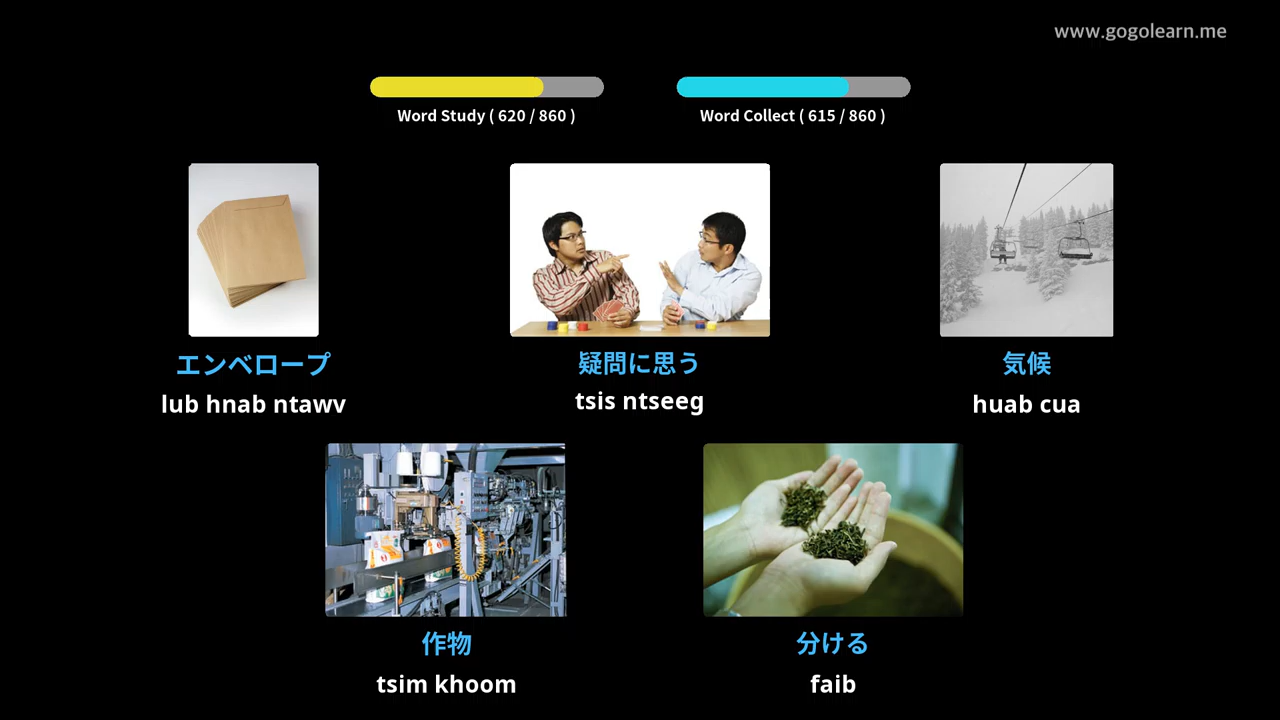 www.gogolearn.me
Word Study ( 620 / 860 )
Word Collect ( 615 / 860 )
エンベロープ
lub hnab ntawv
疑問に思う
tsis ntseeg
気候
huab cua
作物
tsim khoom
分ける
faib